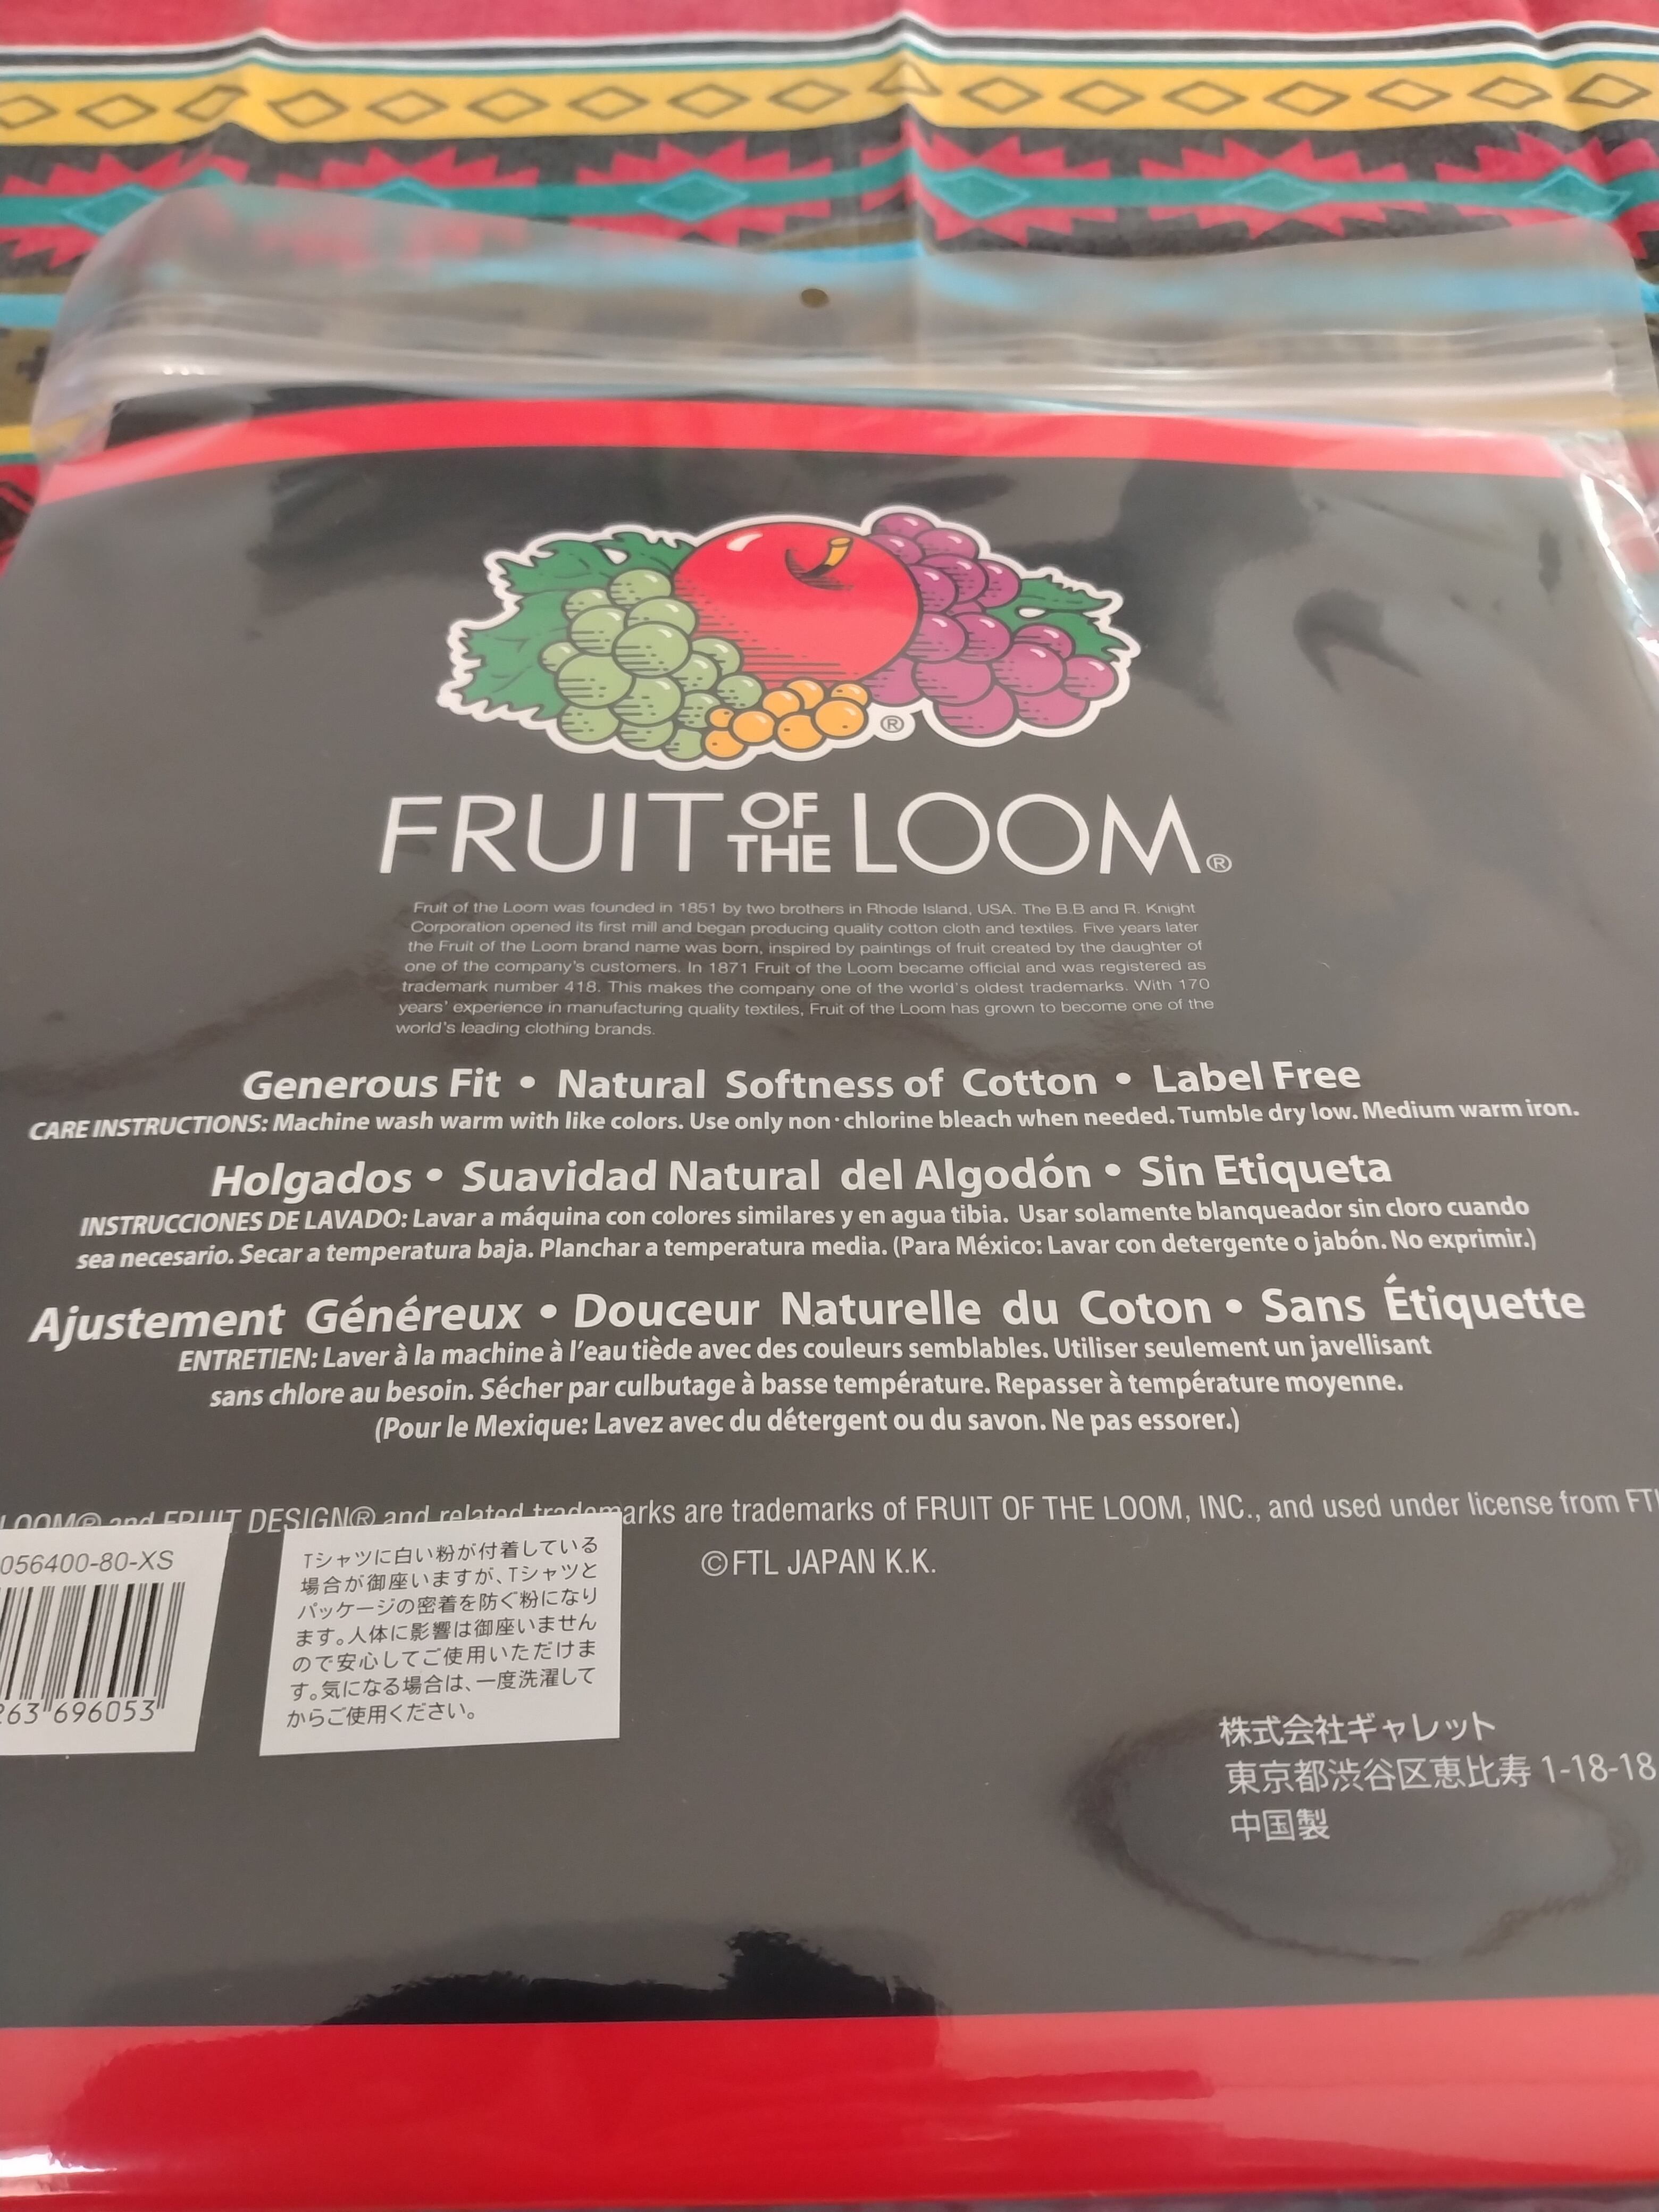 ®
FRUIT OF THE LOOM®
Fruit of the Loom was founded in 1851 by two brothers in Rhode Island, USA. The B.B and R. Knight
Corporation opened its first mill and began producing quality cotton cloth and textiles. Five years later
the Fruit of the Loom brand name was born, inspired by paintings of fruit created by the daughter of
one of the company's customers. In 1871 Fruit of the Loom became official and was registered as
trademark number 418. This makes the company one of the world's oldest trademarks. With 170
years' experience in manufacturing quality textiles, Fruit of the Loom has grown to become one of the
world's leading clothing brands.
Generous Fit • Natural Softness of Cotton • Label Free
CARE INSTRUCTIONS: Machine wash warm with like colors. Use only non·chlorine bleach when needed. Tumble dry low. Medium warm iron.
Holgados • Suavidad Natural del Algodón • Sin Etiqueta
INSTRUCCIONES DE LAVADO: Lavar a máquina con colores similares y en agua tibia. Usar solamente blanqueador sin cloro cuando
sea necesario. Secar a temperatura baja. Planchar a temperatura media. (Para México: Lavar con detergente o jabón. No exprimir.)
Ajustement Généreux • Douceur Naturelle du Coton • Sans Étiquette
ENTRETIEN: Laver à la machine à l'eau tiède avec des couleurs semblables. Utiliser seulement un javellisant
sans chlore au besoin. Sécher par culbutage à basse température. Repasser à température moyenne.
(Pour le Mexique: Lavez avec du détergent ou du savon. Ne pas essorer.)
LOOM® and FRUIT DESIGN® and related trademarks are trademarks of FRUIT OF THE LOOM, INC., and used under license from FTL
©FTL JAPAN K.K.
056400-80-XS
263 696053
Tシャツに白い粉が付着している
場合が御座いますが、Tシャツと
パッケージの密着を防ぐ粉になり
ます。人体に影響は御座いません
ので安心してご使用いただけま
す。気になる場合は、一度洗濯して
からご使用ください。
株式会社ギャレット
東京都渋谷区恵比寿 1-18-18
中国製